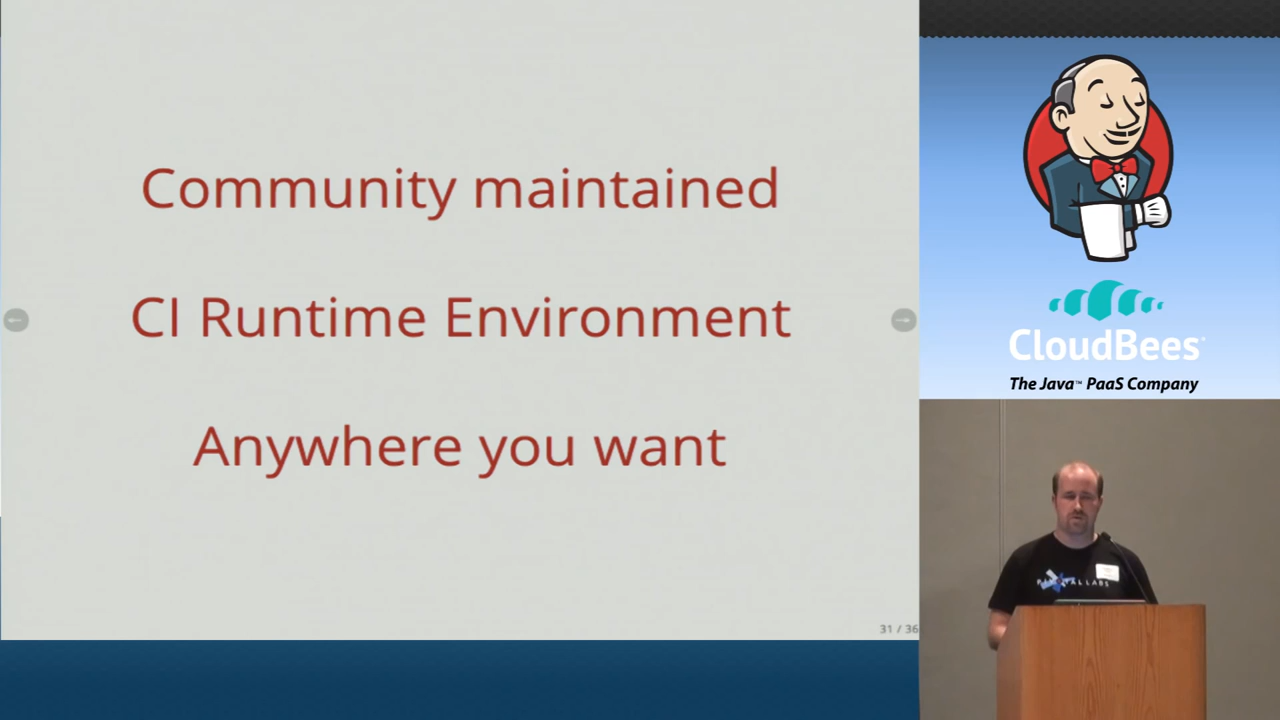 Community maintained
CI Runtime Environment
Anywhere you want
31 / 36
CloudBees
The Java™ PaaS Company